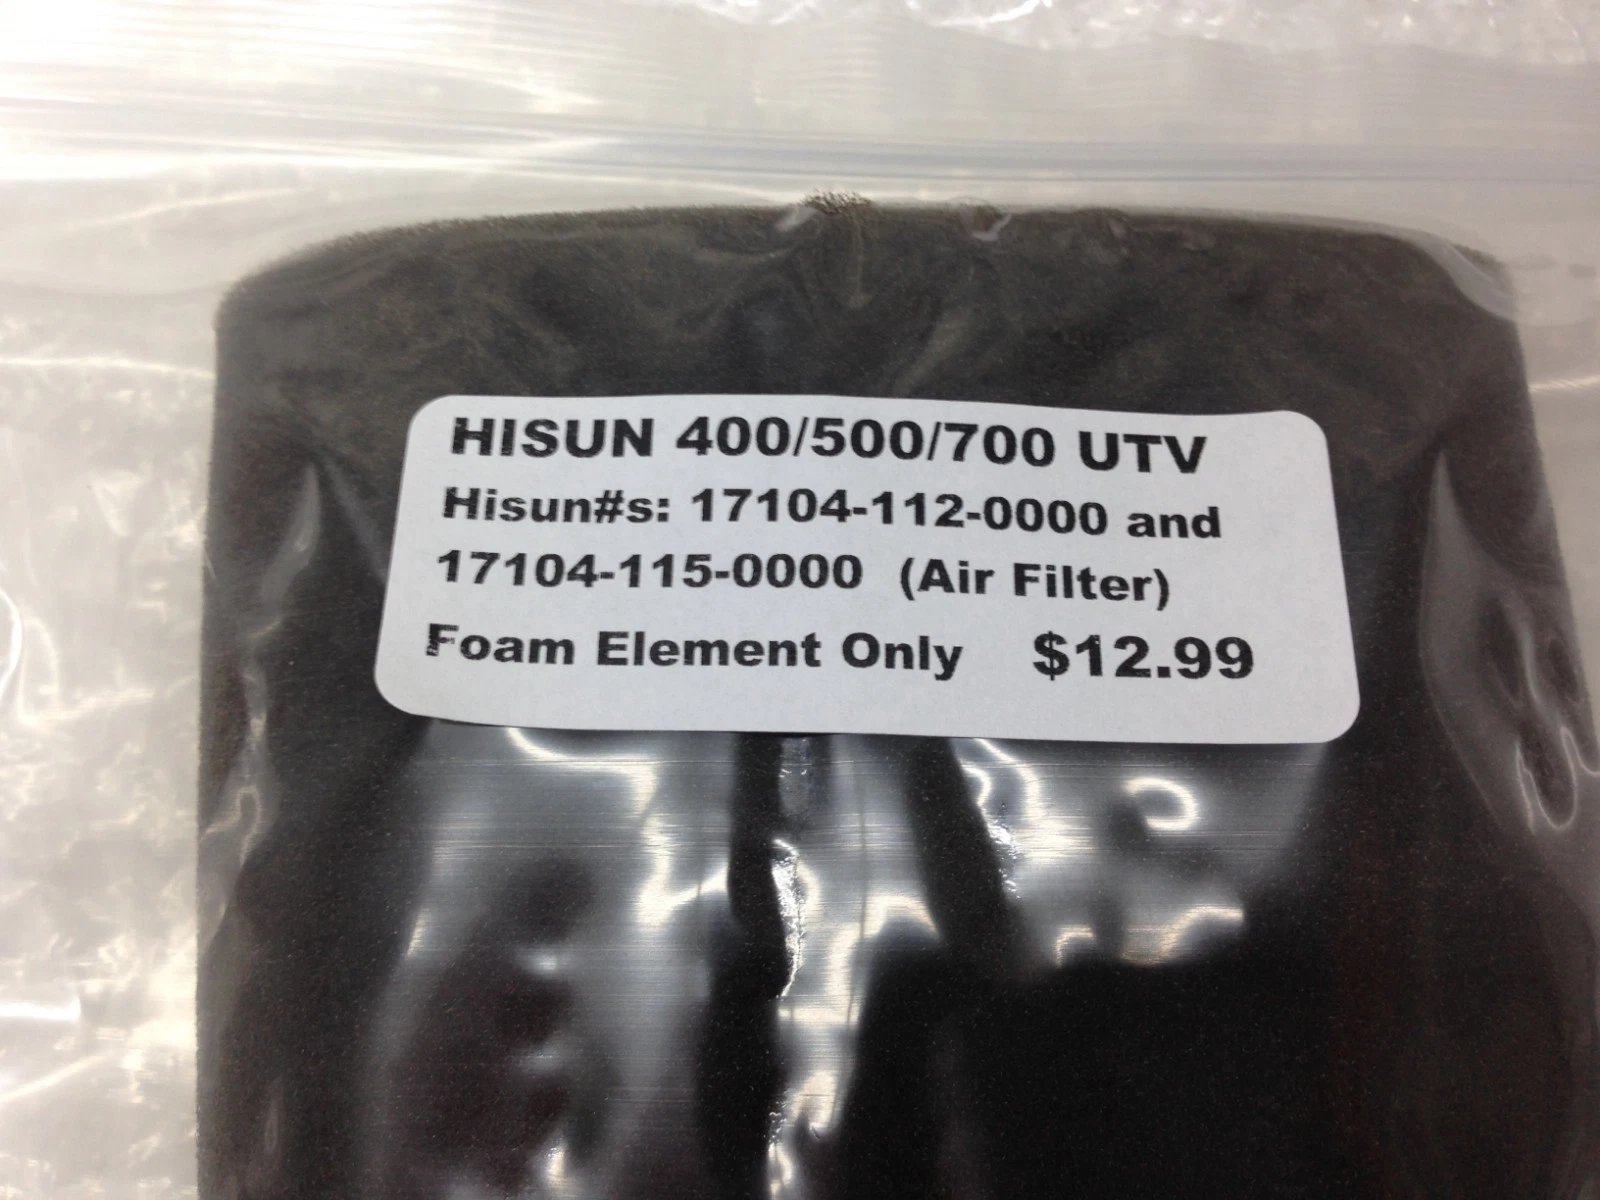 HISUN 400/500/700 UTV
Hisun#s: 17104-112-0000 and
17104-115-0000 (Air Filter)
Foam Element Only $12.99